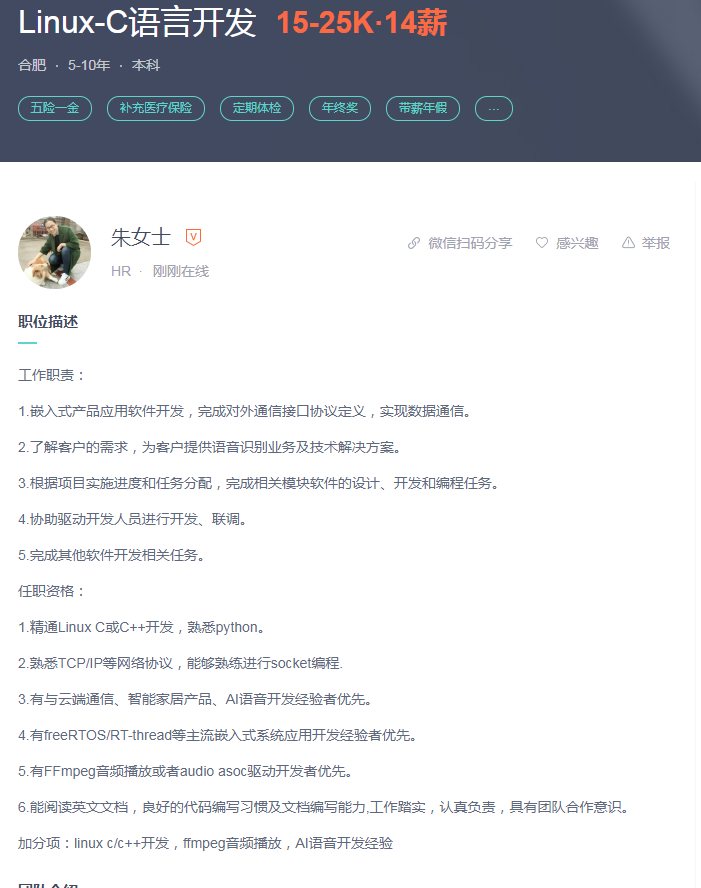 Linux-C语言开发 15-25K·14薪
合肥 · 5-10年 · 本科
五险一金 补充医疗保险 定期体检 年终奖 带薪年假 ...
朱女士 V
微信扫码分享 感兴趣 举报
HR · 刚刚在线
职位描述
工作职责：
1.嵌入式产品应用软件开发，完成对外通信接口协议定义，实现数据通信。
2.了解客户的需求，为客户提供语音识别业务及技术解决方案。
3.根据项目实施进度和任务分配，完成相关模块软件的设计、开发和编程任务。
4.协助驱动开发人员进行开发、联调。
5.完成其他软件开发相关任务。
任职资格：
1.精通Linux C或C++开发，熟悉python。
2.熟悉TCP/IP等网络协议，能够熟练进行socket编程.
3.有与云端通信、智能家居产品、AI语音开发经验者优先。
4.有freeRTOS/RT-thread等主流嵌入式系统应用开发经验者优先。
5.有FFmpeg音频播放或者audio asoc驱动开发者优先。
6.能阅读英文文档，良好的代码编写习惯及文档编写能力,工作踏实，认真负责，具有团队合作意识。
加分项：linux c/c++开发，ffmpeg音频播放，AI语音开发经验
团队介绍